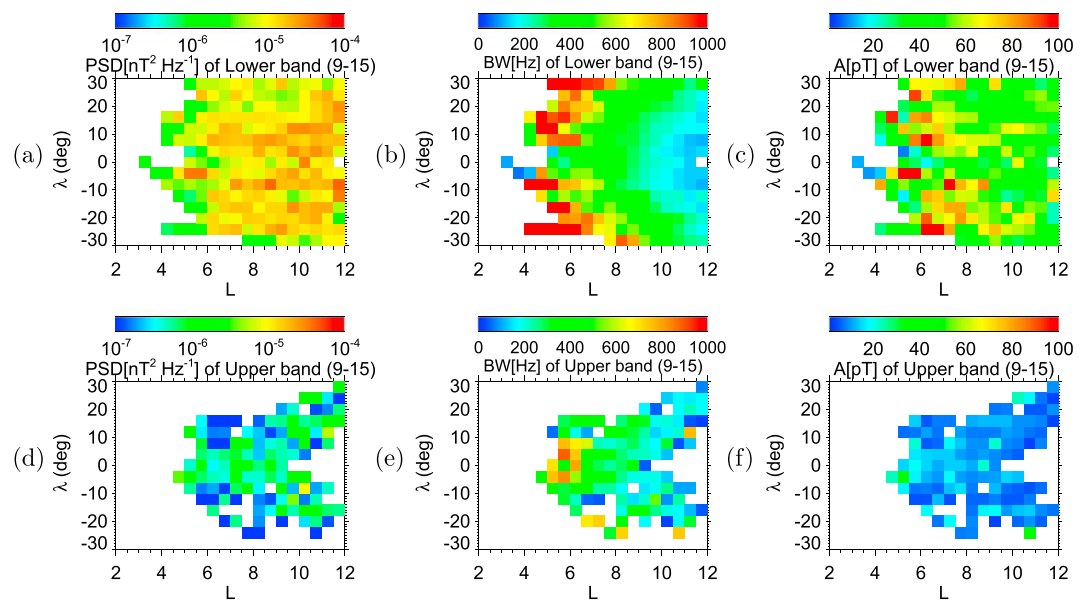 10⁻⁷ 10⁻⁶ 10⁻⁵ 10⁻⁴
PSD[nT² Hz⁻¹] of Lower band (9-15)
(a)
λ (deg)
30
20
10
0
-10
-20
-30
2 4 6 8 10 12
L
0 200 400 600 800 1000
BW[Hz] of Lower band (9-15)
(b)
λ (deg)
30
20
10
0
-10
-20
-30
2 4 6 8 10 12
L
20 40 60 80 100
A[pT] of Lower band (9-15)
(c)
λ (deg)
30
20
10
0
-10
-20
-30
2 4 6 8 10 12
L
10⁻⁷ 10⁻⁶ 10⁻⁵ 10⁻⁴
PSD[nT² Hz⁻¹] of Upper band (9-15)
(d)
λ (deg)
30
20
10
0
-10
-20
-30
2 4 6 8 10 12
L
0 200 400 600 800 1000
BW[Hz] of Upper band (9-15)
(e)
λ (deg)
30
20
10
0
-10
-20
-30
2 4 6 8 10 12
L
20 40 60 80 100
A[pT] of Upper band (9-15)
(f)
λ (deg)
30
20
10
0
-10
-20
-30
2 4 6 8 10 12
L